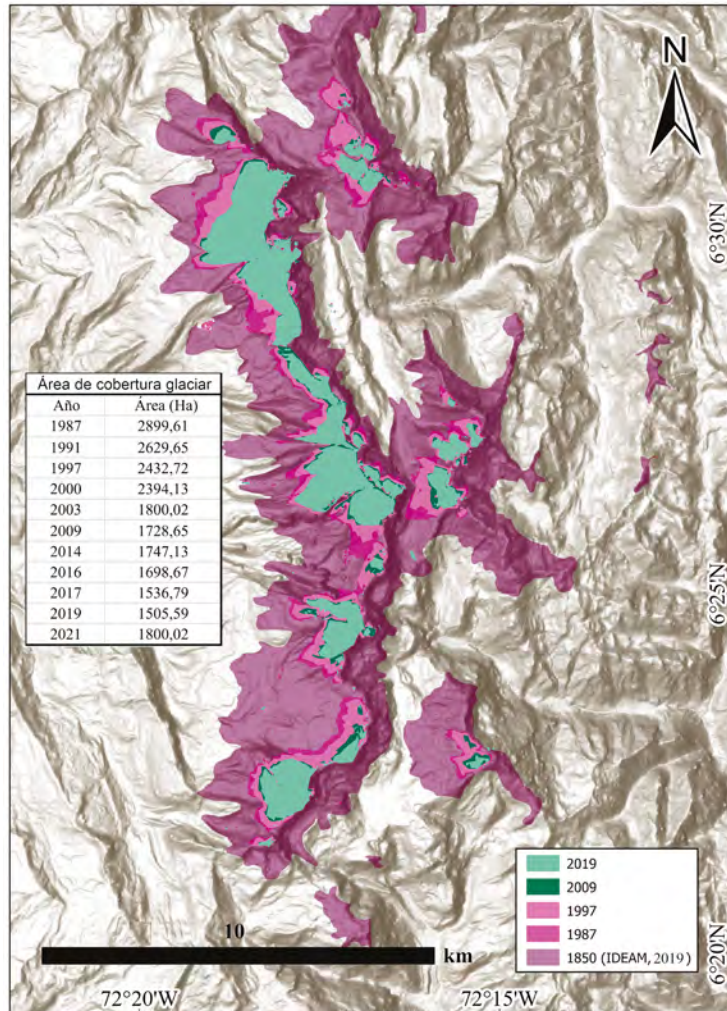 N
6°30'N
Área de cobertura glaciar
Año Área (Ha)
1987 2899,61
1991 2629,65
1997 2432,72
2000 2394,13
2003 1800,02
2009 1728,65
2014 1747,13
2016 1698,67
2017 1536,79
2019 1505,59
2021 1800,02
6°25'N
2019
2009
1997
1987
1850 (IDEAM, 2019)
10
km
6°20'N
72°20'W 72°15'W